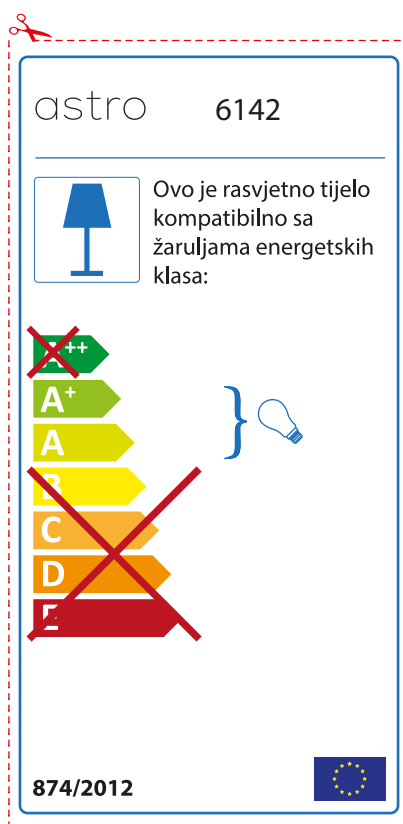 astro 6142
Ovo je rasvjetno tijelo
kompatibilno sa
žaruljama energetskih
klasa:
A++
A+
A
B
C
D
E
874/2012